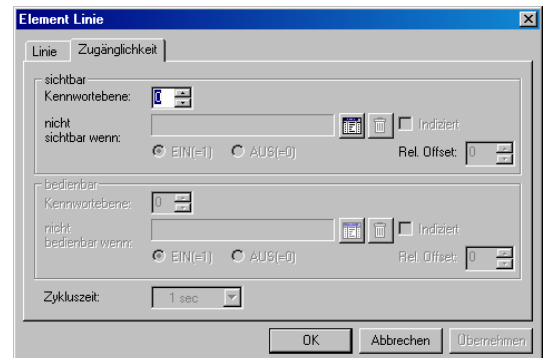 Element Linie
Linie Zugänglichkeit
sichtbar
Kennwortebene: 0
nicht
sichtbar wenn:
Indiziert
EIN(=1) AUS(=0) Rel. Offset: 0
bedienbar
Kennwortebene: 0
nicht
bedienbar wenn:
Indiziert
EIN(=1) AUS(=0) Rel. Offset: 0
Zykluszeit: 1 sec
OK Abbrechen Übernehmen